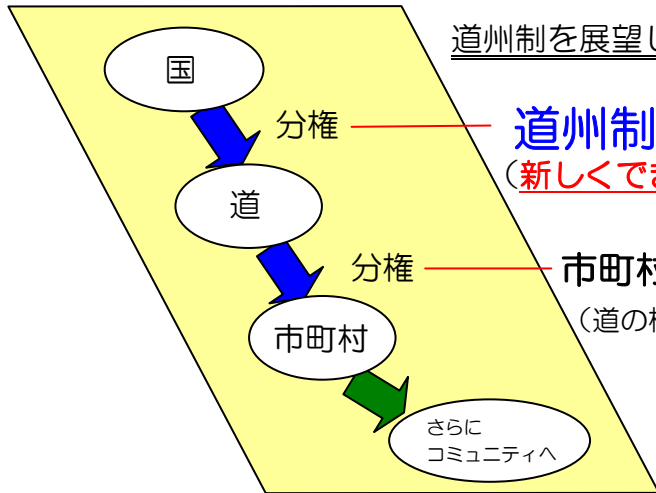 道州制を展望し
国
分権
道州制
（新しくでき
道
分権
市町村
（道の権
市町村
さらに
コミュニティへ